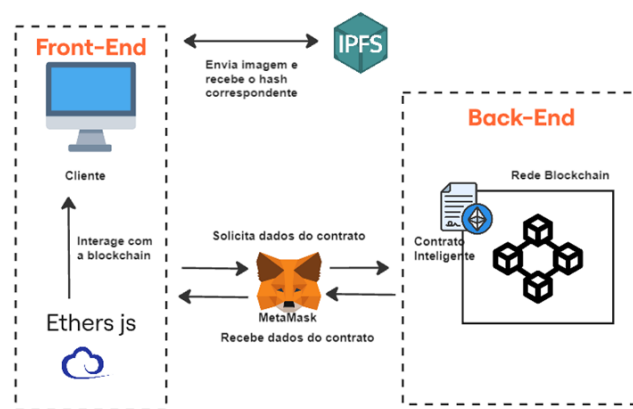 Front-End
IPFS
Envia imagem e
recebe o hash
correspondente
Back-End
Cliente
Rede Blockchain
Interage com
a blockchain
Solicita dados do contrato
Contrato
Inteligente
Ethers js
MetaMask
Recebe dados do contrato